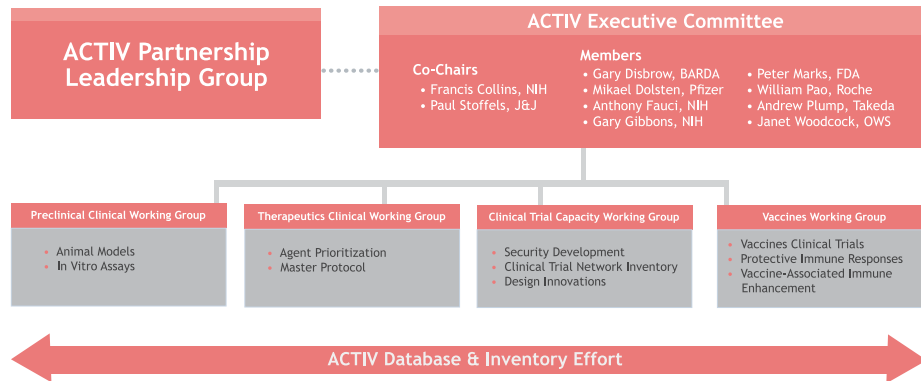 ACTIV Partnership
Leadership Group
ACTIV Executive Committee
Co-Chairs
• Francis Collins, NIH
• Paul Stoffels, J&J
Members
• Gary Disbrow, BARDA
• Mikael Dolsten, Pfizer
• Anthony Fauci, NIH
• Gary Gibbons, NIH
• Peter Marks, FDA
• William Pao, Roche
• Andrew Plump, Takeda
• Janet Woodcock, OWS
Preclinical Clinical Working Group
• Animal Models
• In Vitro Assays
Therapeutics Clinical Working Group
• Agent Prioritization
• Master Protocol
Clinical Trial Capacity Working Group
• Security Development
• Clinical Trial Network Inventory
• Design Innovations
Vaccines Working Group
• Vaccines Clinical Trials
• Protective Immune Responses
• Vaccine-Associated Immune
Enhancement
ACTIV Database & Inventory Effort